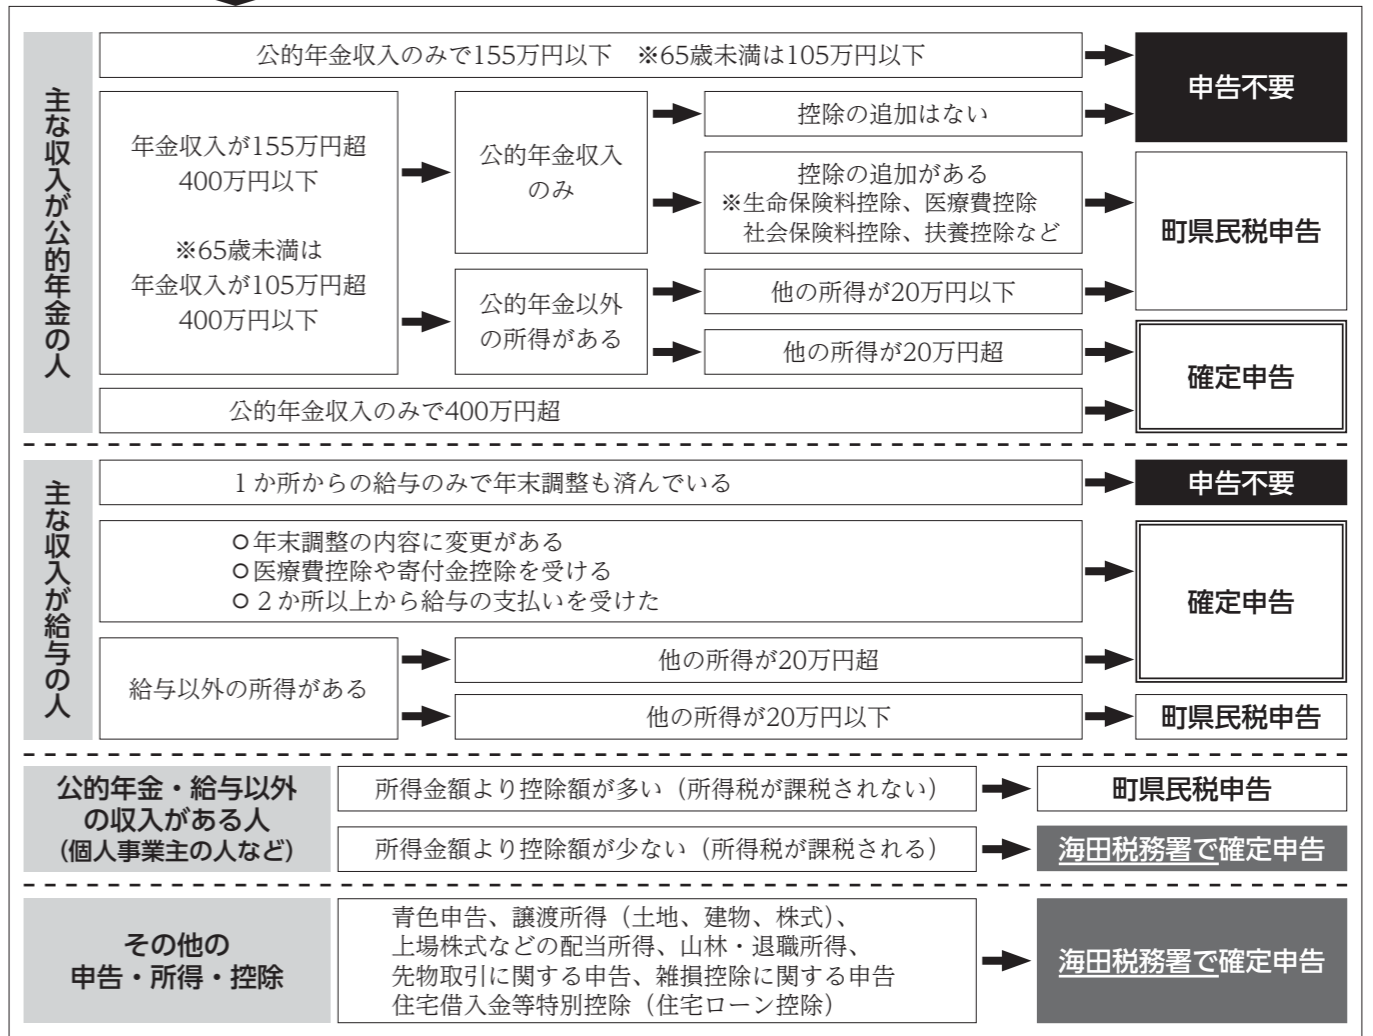 主な収入が公的年金の人
公的年金収入のみで155万円以下　※65歳未満は105万円以下
申告不要
年金収入が155万円超
400万円以下
※65歳未満は
年金収入が105万円超
400万円以下
公的年金収入
のみ
控除の追加はない
控除の追加がある
※生命保険料控除、医療費控除
社会保険料控除、扶養控除など
町県民税申告
公的年金以外
の所得がある
他の所得が20万円以下
他の所得が20万円超
確定申告
公的年金収入のみで400万円超
主な収入が給与の人
１か所からの給与のみで年末調整も済んでいる
申告不要
○年末調整の内容に変更がある
○医療費控除や寄付金控除を受ける
○２か所以上から給与の支払いを受けた
確定申告
給与以外の所得がある
他の所得が20万円超
他の所得が20万円以下
町県民税申告
公的年金・給与以外
の収入がある人
（個人事業主の人など）
所得金額より控除額が多い（所得税が課税されない）
町県民税申告
所得金額より控除額が少ない（所得税が課税される）
海田税務署で確定申告
その他の
申告・所得・控除
青色申告、譲渡所得（土地、建物、株式）、
上場株式などの配当所得、山林・退職所得、
先物取引に関する申告、雑損控除に関する申告
住宅借入金等特別控除（住宅ローン控除）
海田税務署で確定申告